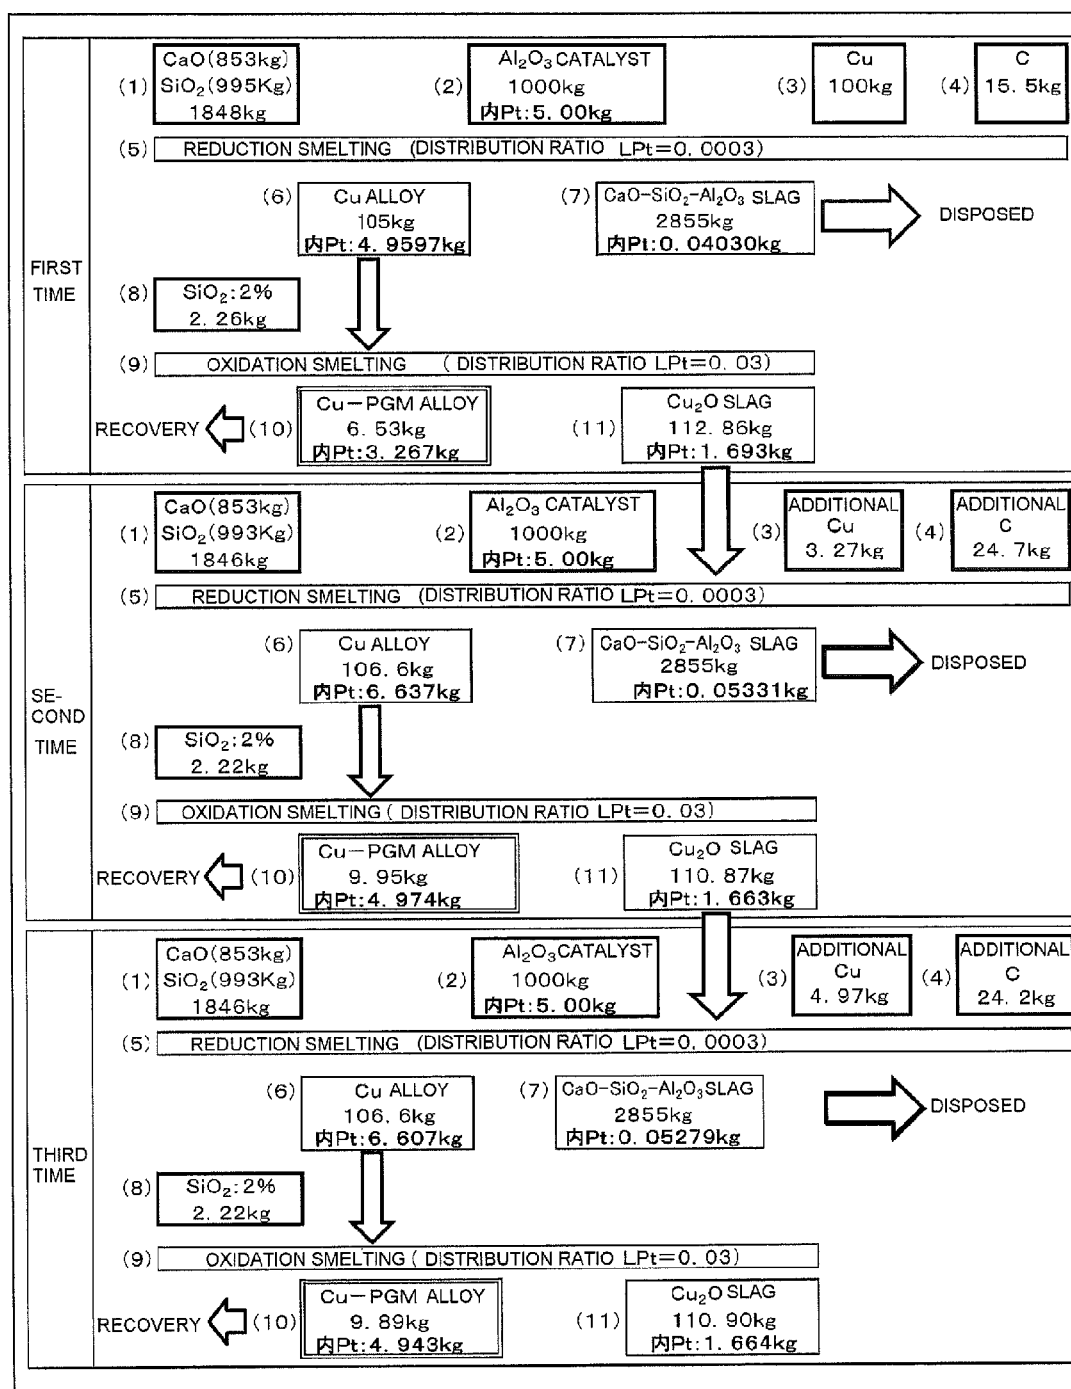 CaO(853kg)
(1) SiO₂(995Kg)
1848kg
Al₂O₃ CATALYST
(2) 1000kg
内Pt:5. 00kg
Cu
(3) 100kg
C
(4) 15. 5kg
(5) REDUCTION SMELTING (DISTRIBUTION RATIO LPt=0. 0003)
(6) Cu ALLOY
105kg
内Pt:4. 9597kg
(7) CaO-SiO₂-Al₂O₃ SLAG
2855kg
内Pt:0. 04030kg
DISPOSED
FIRST
TIME
(8) SiO₂:2%
2. 26kg
(9) OXIDATION SMELTING ( DISTRIBUTION RATIO LPt=0. 03)
RECOVERY
(10) Cu-PGM ALLOY
6. 53kg
内Pt:3. 267kg
(11) Cu₂O SLAG
112. 86kg
内Pt:1. 693kg
CaO(853kg)
(1) SiO₂(993Kg)
1846kg
Al₂O₃ CATALYST
(2) 1000kg
内Pt:5. 00kg
ADDITIONAL
(3) Cu
3. 27kg
ADDITIONAL
(4) C
24. 7kg
(5) REDUCTION SMELTING (DISTRIBUTION RATIO LPt=0. 0003)
(6) Cu ALLOY
106. 6kg
内Pt:6. 637kg
(7) CaO-SiO₂-Al₂O₃ SLAG
2855kg
内Pt:0. 05331kg
DISPOSED
SE-
COND
TIME
(8) SiO₂:2%
2. 22kg
(9) OXIDATION SMELTING ( DISTRIBUTION RATIO LPt=0. 03)
RECOVERY
(10) Cu-PGM ALLOY
9. 95kg
内Pt:4. 974kg
(11) Cu₂O SLAG
110. 87kg
内Pt:1. 663kg
CaO(853kg)
(1) SiO₂(993Kg)
1846kg
Al₂O₃ CATALYST
(2) 1000kg
内Pt:5. 00kg
ADDITIONAL
(3) Cu
4. 97kg
ADDITIONAL
(4) C
24. 2kg
(5) REDUCTION SMELTING (DISTRIBUTION RATIO LPt=0. 0003)
(6) Cu ALLOY
106. 6kg
内Pt:6. 607kg
(7) CaO-SiO₂-Al₂O₃ SLAG
2855kg
内Pt:0. 05279kg
DISPOSED
THIRD
TIME
(8) SiO₂:2%
2. 22kg
(9) OXIDATION SMELTING ( DISTRIBUTION RATIO LPt=0. 03)
RECOVERY
(10) Cu-PGM ALLOY
9. 89kg
内Pt:4. 943kg
(11) Cu₂O SLAG
110. 90kg
内Pt:1. 664kg